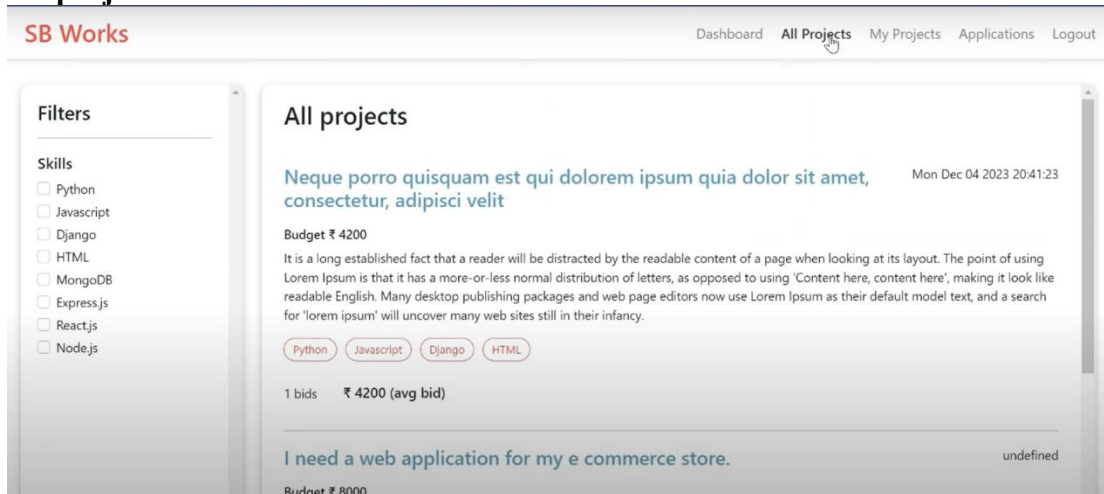 SB Works
Dashboard All Projects My Projects Applications Logout
Filters
Skills
Python
Javascript
Django
HTML
MongoDB
Express.js
React.js
Node.js
All projects
Neque porro quisquam est qui dolorem ipsum quia dolor sit amet,
consectetur, adipisci velit
Mon Dec 04 2023 20:41:23
Budget ₹ 4200
It is a long established fact that a reader will be distracted by the readable content of a page when looking at its layout. The point of using
Lorem Ipsum is that it has a more-or-less normal distribution of letters, as opposed to using 'Content here, content here', making it look like
readable English. Many desktop publishing packages and web page editors now use Lorem Ipsum as their default model text, and a search
for 'lorem ipsum' will uncover many web sites still in their infancy.
Python Javascript Django HTML
1 bids ₹ 4200 (avg bid)
I need a web application for my e commerce store.
undefined
Budget ₹ 8000